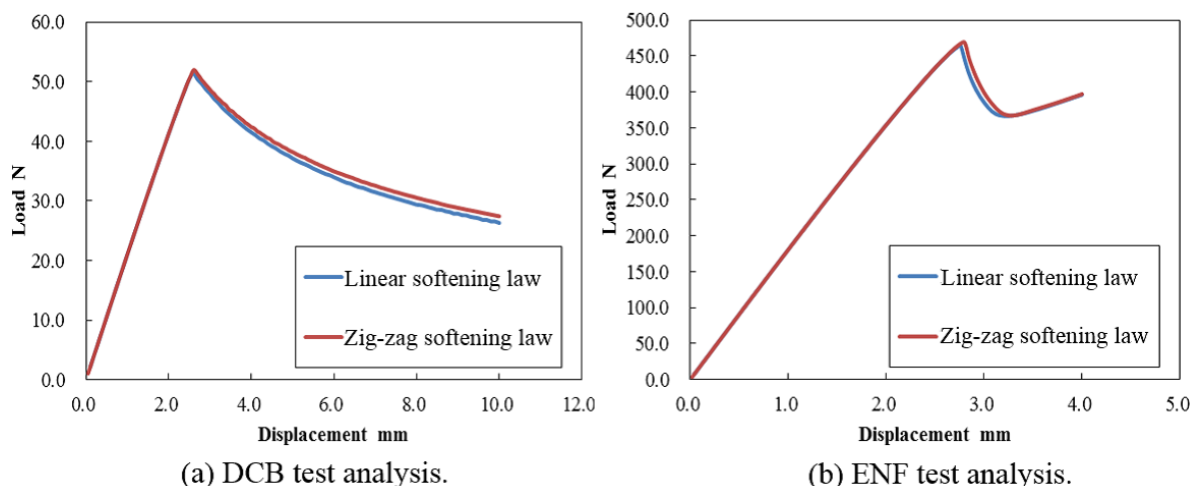 60.0
50.0
40.0
30.0
20.0
10.0
0.0
Load N
0.0 2.0 4.0 6.0 8.0 10.0 12.0
Displacement mm
Linear softening law
Zig-zag softening law
(a) DCB test analysis.
500.0
450.0
400.0
350.0
300.0
250.0
200.0
150.0
100.0
50.0
0.0
Load N
0.0 1.0 2.0 3.0 4.0 5.0
Displacement mm
Linear softening law
Zig-zag softening law
(b) ENF test analysis.